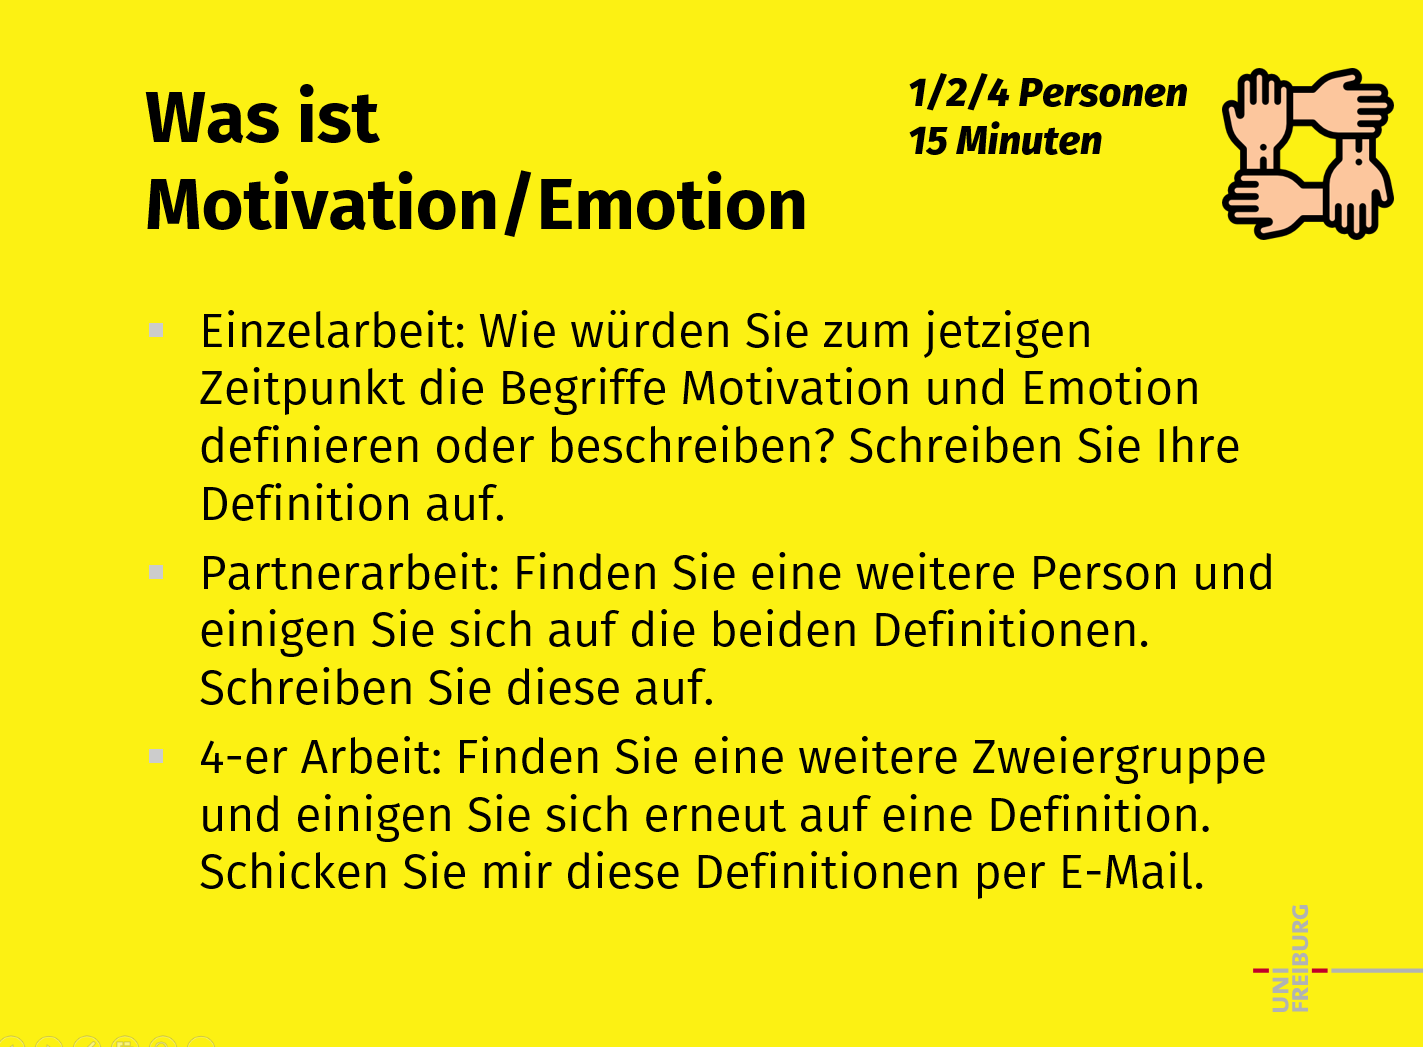 Was ist
Motivation/Emotion
1/2/4 Personen
15 Minuten
Einzelarbeit: Wie würden Sie zum jetzigen
Zeitpunkt die Begriffe Motivation und Emotion
definieren oder beschreiben? Schreiben Sie Ihre
Definition auf.
Partnerarbeit: Finden Sie eine weitere Person und
einigen Sie sich auf die beiden Definitionen.
Schreiben Sie diese auf.
4-er Arbeit: Finden Sie eine weitere Zweiergruppe
und einigen Sie sich erneut auf eine Definition.
Schicken Sie mir diese Definitionen per E-Mail.
UNI
FREIBURG